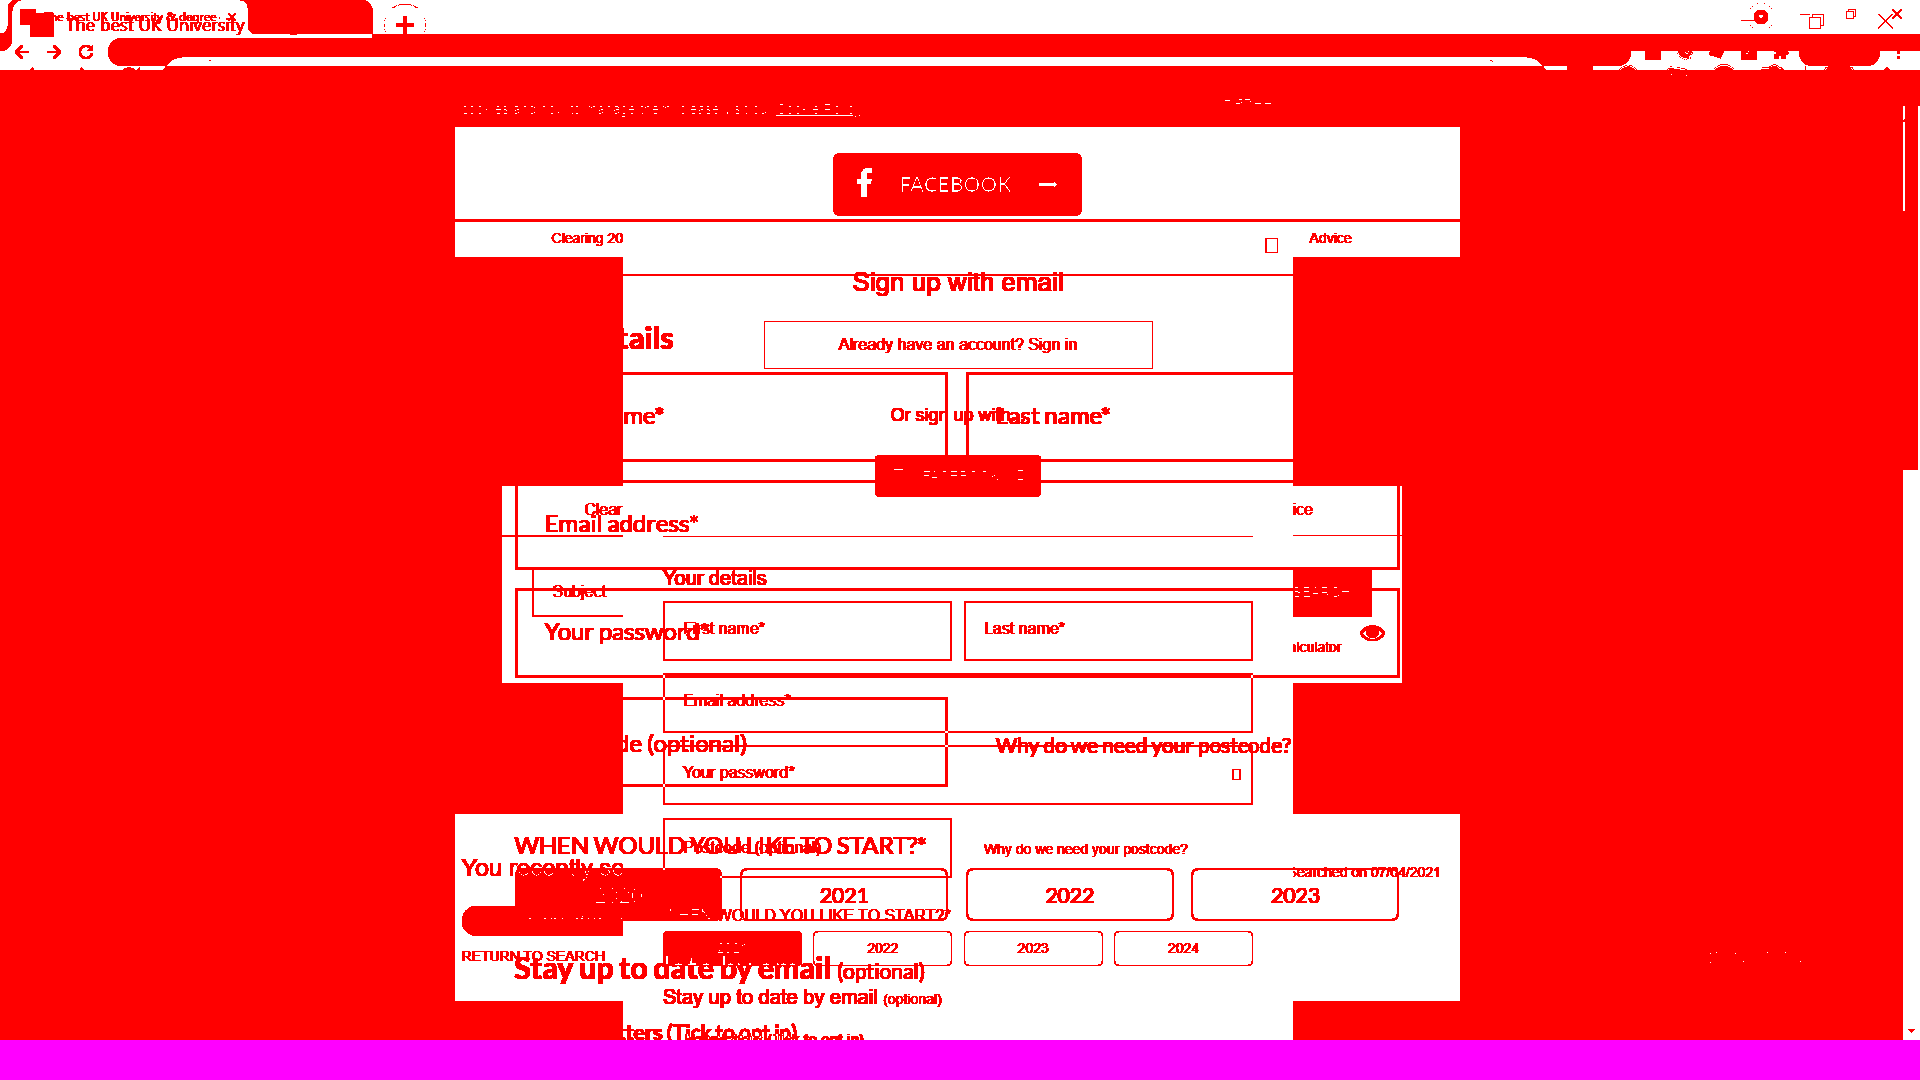 The best UK University & degree
The best UK University
Cookie Policy
FACEBOOK
Clearing 20
Advice
Sign up with email
tails
Already have an account? Sign in
me*
Or sign up with
Last name*
Clear
ice
Email address*
Your details
Subject
SEARCH
First name*
Last name*
Your password*
lculator
Email address*
de (optional)
Why do we need your postcode?
Your password*
WHEN WOULD YOU LIKE TO START?*
Postcode (optional)
Why do we need your postcode?
You recently se
searched on 07/04/2021
2020
2021
2022
2023
WHEN WOULD YOU LIKE TO START?*
2022
2023
2024
RETURN TO SEARCH
Stay up to date by email (optional)
Stay up to date by email (optional)
ters (Tick to opt in)